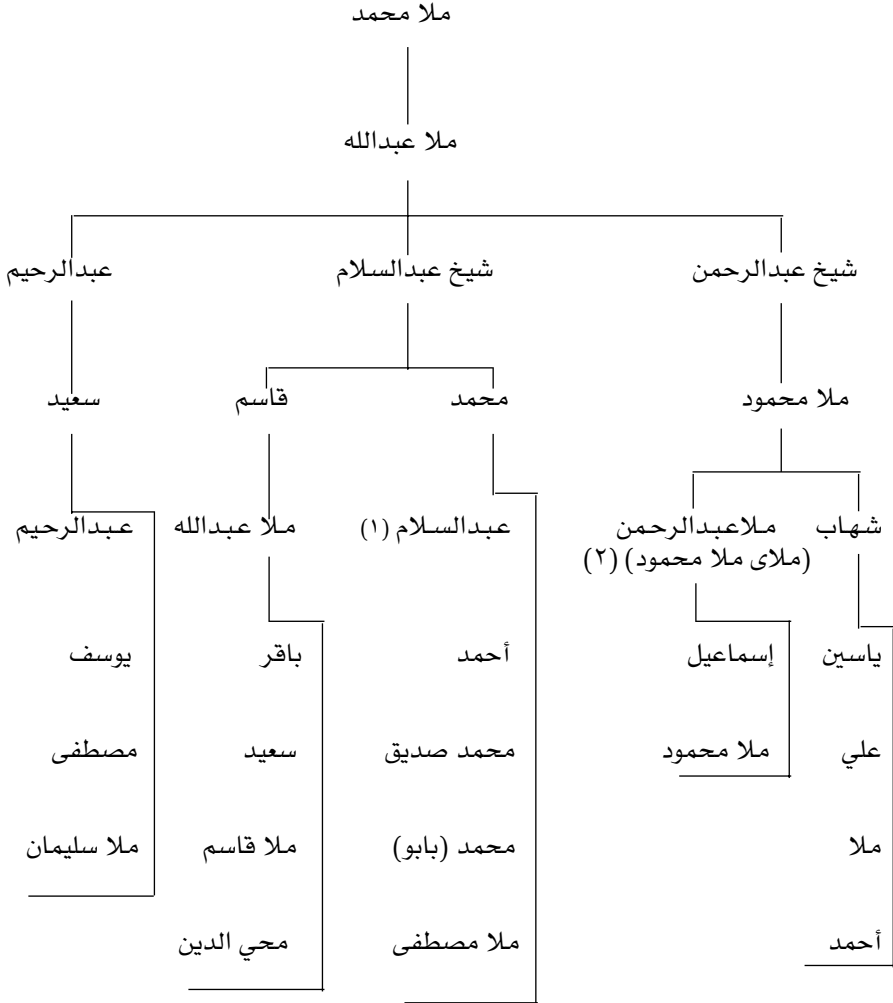 ملا محمد
ملا عبدالله
شيخ عبدالرحمن
شيخ عبدالسلام
عبدالرحيم
ملا محمود
محمد
قاسم
سعيد
شهاب
ملاعبدالرحمن
(ملاى ملا محمود) (٢)
عبدالسلام (١)
ملا عبدالله
عبدالرحيم
ياسين
إسماعيل
أحمد
باقر
يوسف
علي
ملا محمود
محمد صديق
سعيد
مصطفى
ملا
محمد (بابو)
ملا قاسم
ملا سليمان
أحمد
ملا مصطفى
محي الدين